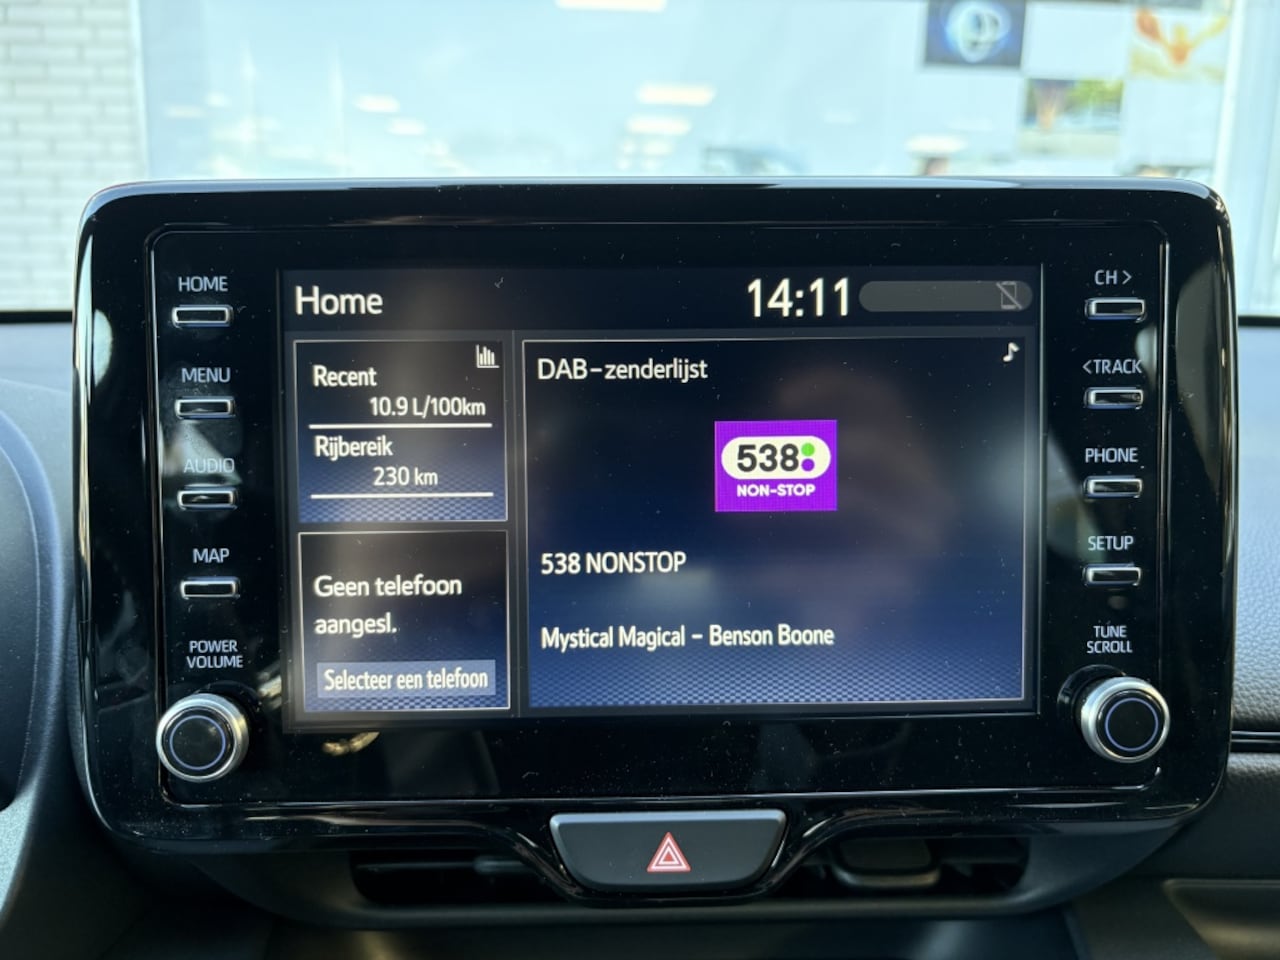 HOME
MENU
AUDIO
MAP
POWER
VOLUME
Home
14:11
Recent
10.9 L/100km
Rijbereik
230 km
Geen telefoon
aangesl.
Selecteer een telefoon
DAB-zenderlijst
538
NON-STOP
538 NONSTOP
Mystical Magical - Benson Boone
CH >
<TRACK
PHONE
SETUP
TUNE
SCROLL